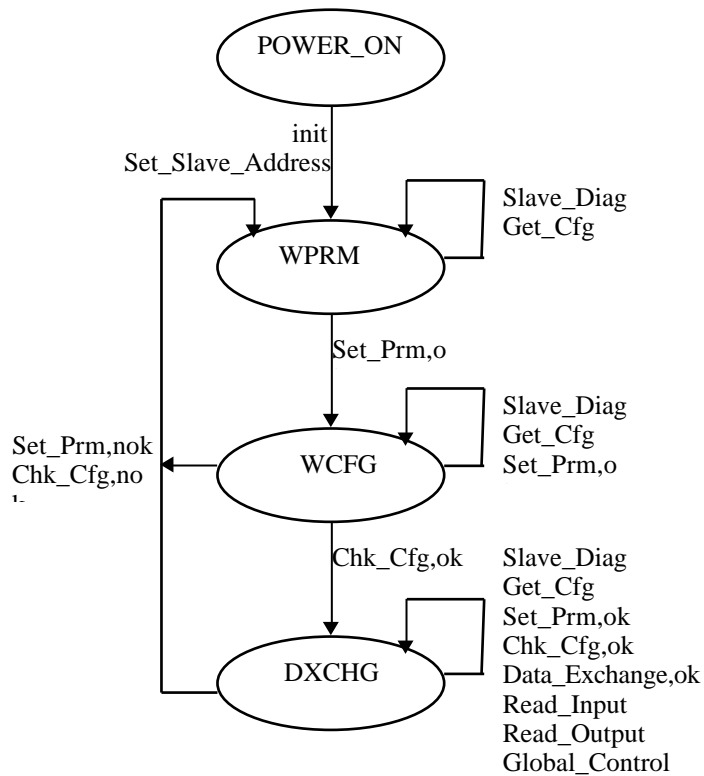 POWER_ON
init
Set_Slave_Address
Slave_Diag
Get_Cfg
WPRM
Set_Prm,o
Slave_Diag
Get_Cfg
Set_Prm,o
Set_Prm,nok
Chk_Cfg,no
WCFG
Chk_Cfg,ok
Slave_Diag
Get_Cfg
Set_Prm,ok
Chk_Cfg,ok
Data_Exchange,ok
Read_Input
Read_Output
Global_Control
DXCHG